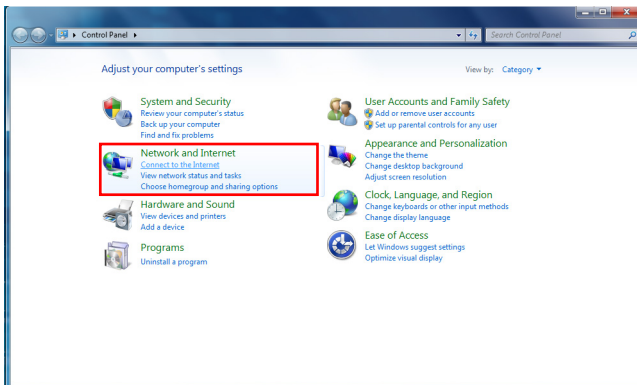 Control Panel
Search Control Panel
Adjust your computer's settings
View by: Category
System and Security
Review your computer's status
Back up your computer
Find and fix problems
Network and Internet
Connect to the Internet
View network status and tasks
Choose homegroup and sharing options
Hardware and Sound
View devices and printers
Add a device
Programs
Uninstall a program
User Accounts and Family Safety
Add or remove user accounts
Set up parental controls for any user
Appearance and Personalization
Change the theme
Change desktop background
Adjust screen resolution
Clock, Language, and Region
Change keyboards or other input methods
Change display language
Ease of Access
Let Windows suggest settings
Optimize visual display